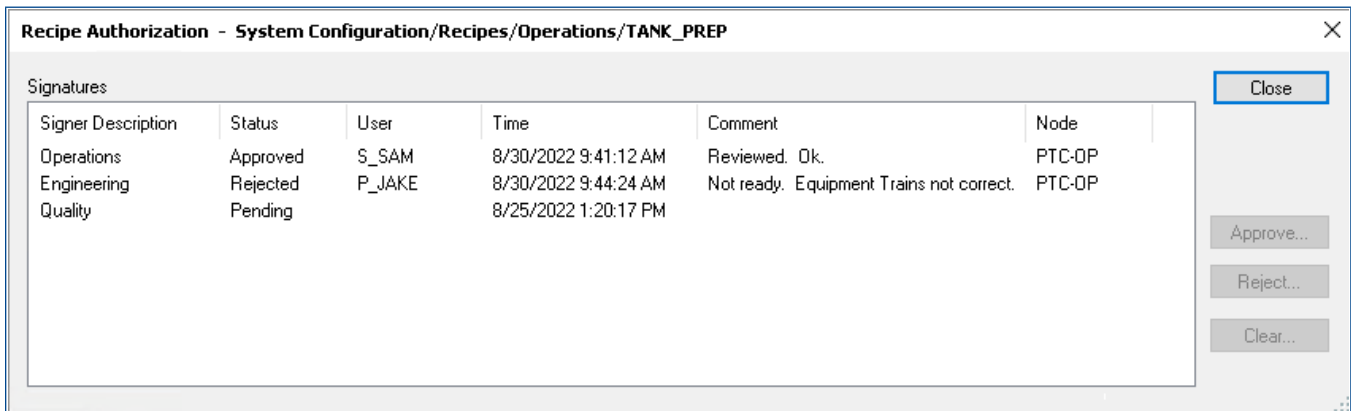 Recipe Authorization - System Configuration/Recipes/Operations/TANK_PREP
Signatures
Close
Signer Description Status User Time Comment Node
Operations Approved S_SAM 8/30/2022 9:41:12 AM Reviewed. Ok. PTC-OP
Engineering Rejected P_JAKE 8/30/2022 9:44:24 AM Not ready. Equipment Trains not correct. PTC-OP
Quality Pending 8/25/2022 1:20:17 PM
Approve...
Reject...
Clear...